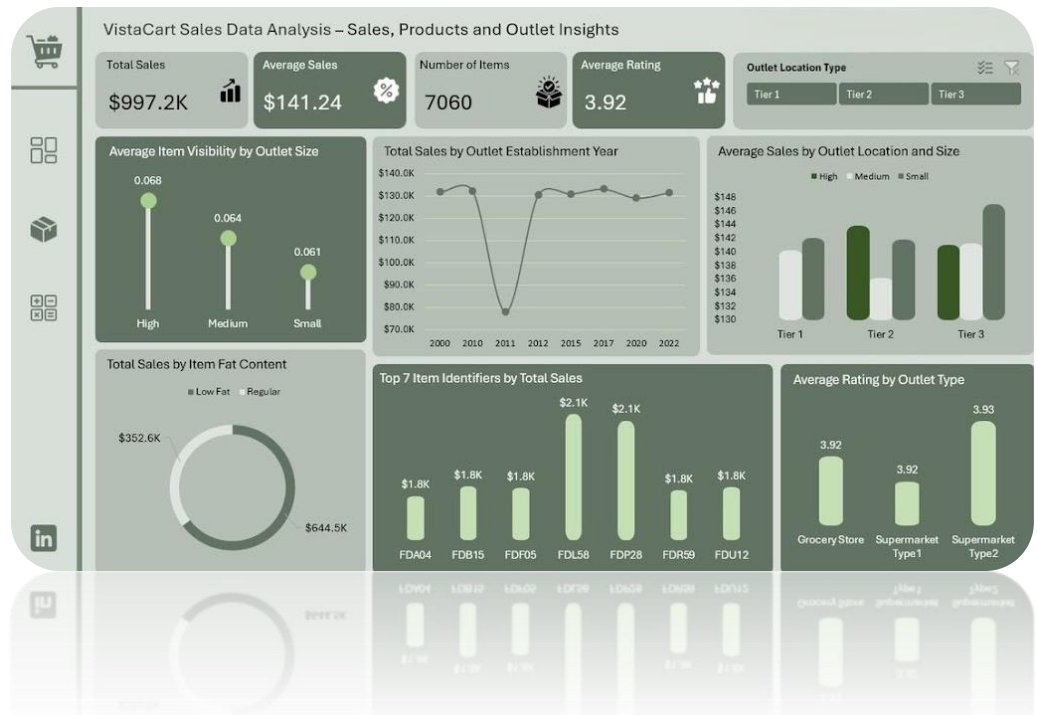 VistaCart Sales Data Analysis – Sales, Products and Outlet Insights
Total Sales
$997.2K
Average Sales
$141.24
%
Number of Items
7060
Average Rating
3.92
Outlet Location Type
Tier 1
Tier 2
Tier 3
Average Item Visibility by Outlet Size
0.068
0.064
0.061
High
Medium
Small
Total Sales by Outlet Establishment Year
$140.0K
$130.0K
$120.0K
$110.0K
$100.0K
$90.0K
$80.0K
$70.0K
2000 2010 2011 2012 2015 2017 2020 2022
Average Sales by Outlet Location and Size
High Medium Small
$148
$146
$144
$142
$140
$138
$136
$134
$132
$130
Tier 1 Tier 2 Tier 3
Total Sales by Item Fat Content
Low Fat Regular
$352.6K
$644.5K
Top 7 Item Identifiers by Total Sales
$1.8K $1.8K $1.8K $2.1K $2.1K $1.8K $1.8K
FDA04 FDB15 FDF05 FDL58 FDP28 FDR59 FDU12
Average Rating by Outlet Type
3.92
3.92
3.93
Grocery Store
Supermarket
Type1
Supermarket
Type2
in